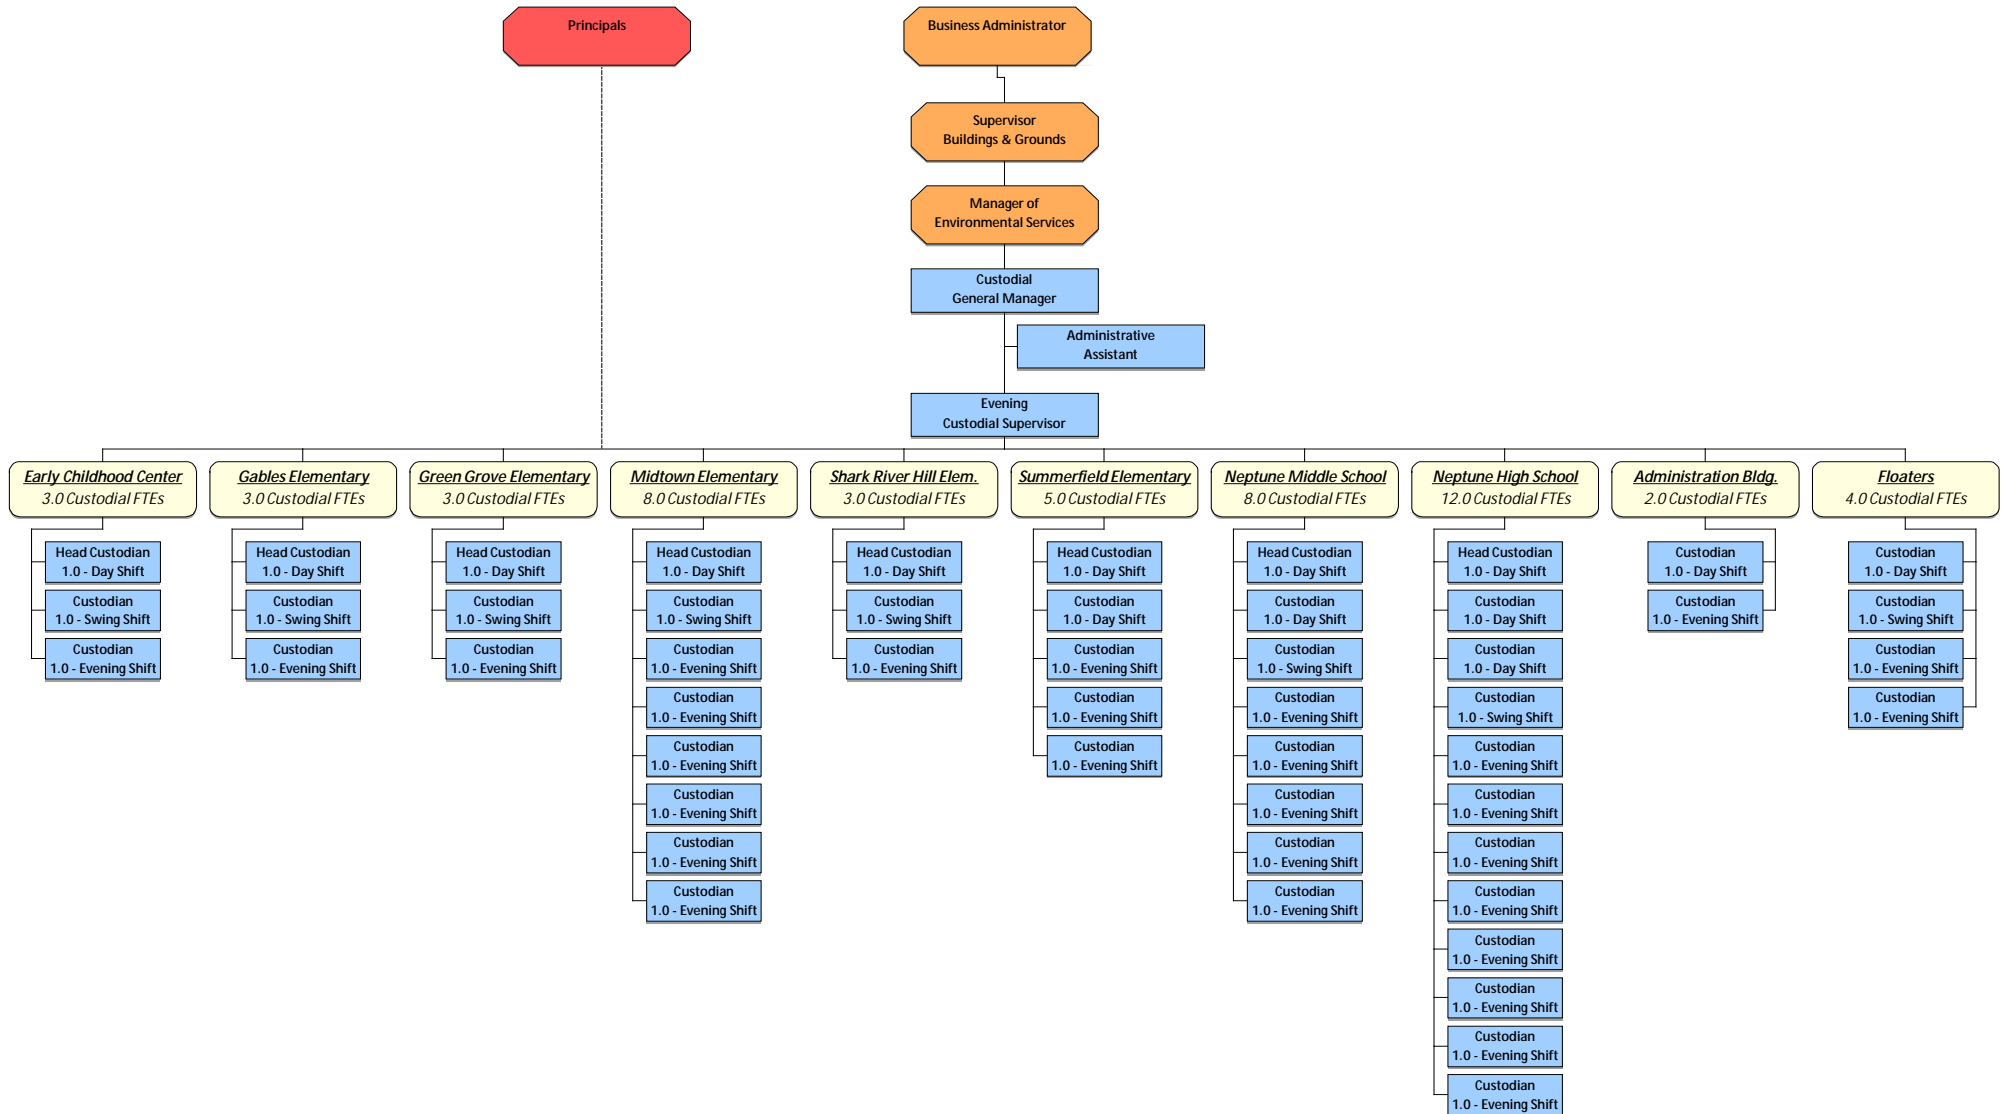 Principals
Business Administrator
Supervisor
Buildings & Grounds
Manager of
Environmental Services
Custodial
General Manager
Administrative
Assistant
Evening
Custodial Supervisor
Early Childhood Center
3.0 Custodial FTEs
Head Custodian
1.0 - Day Shift
Custodian
1.0 - Swing Shift
Custodian
1.0 - Evening Shift
Gables Elementary
3.0 Custodial FTEs
Head Custodian
1.0 - Day Shift
Custodian
1.0 - Swing Shift
Custodian
1.0 - Evening Shift
Green Grove Elementary
3.0 Custodial FTEs
Head Custodian
1.0 - Day Shift
Custodian
1.0 - Swing Shift
Custodian
1.0 - Evening Shift
Midtown Elementary
8.0 Custodial FTEs
Head Custodian
1.0 - Day Shift
Custodian
1.0 - Swing Shift
Custodian
1.0 - Evening Shift
Custodian
1.0 - Evening Shift
Custodian
1.0 - Evening Shift
Custodian
1.0 - Evening Shift
Custodian
1.0 - Evening Shift
Custodian
1.0 - Evening Shift
Shark River Hill Elem.
3.0 Custodial FTEs
Head Custodian
1.0 - Day Shift
Custodian
1.0 - Swing Shift
Custodian
1.0 - Evening Shift
Summerfield Elementary
5.0 Custodial FTEs
Head Custodian
1.0 - Day Shift
Custodian
1.0 - Day Shift
Custodian
1.0 - Evening Shift
Custodian
1.0 - Evening Shift
Custodian
1.0 - Evening Shift
Neptune Middle School
8.0 Custodial FTEs
Head Custodian
1.0 - Day Shift
Custodian
1.0 - Day Shift
Custodian
1.0 - Swing Shift
Custodian
1.0 - Evening Shift
Custodian
1.0 - Evening Shift
Custodian
1.0 - Evening Shift
Custodian
1.0 - Evening Shift
Custodian
1.0 - Evening Shift
Neptune High School
12.0 Custodial FTEs
Head Custodian
1.0 - Day Shift
Custodian
1.0 - Day Shift
Custodian
1.0 - Day Shift
Custodian
1.0 - Swing Shift
Custodian
1.0 - Evening Shift
Custodian
1.0 - Evening Shift
Custodian
1.0 - Evening Shift
Custodian
1.0 - Evening Shift
Custodian
1.0 - Evening Shift
Custodian
1.0 - Evening Shift
Custodian
1.0 - Evening Shift
Custodian
1.0 - Evening Shift
Administration Bldg.
2.0 Custodial FTEs
Custodian
1.0 - Day Shift
Custodian
1.0 - Evening Shift
Floaters
4.0 Custodial FTEs
Custodian
1.0 - Day Shift
Custodian
1.0 - Swing Shift
Custodian
1.0 - Evening Shift
Custodian
1.0 - Evening Shift